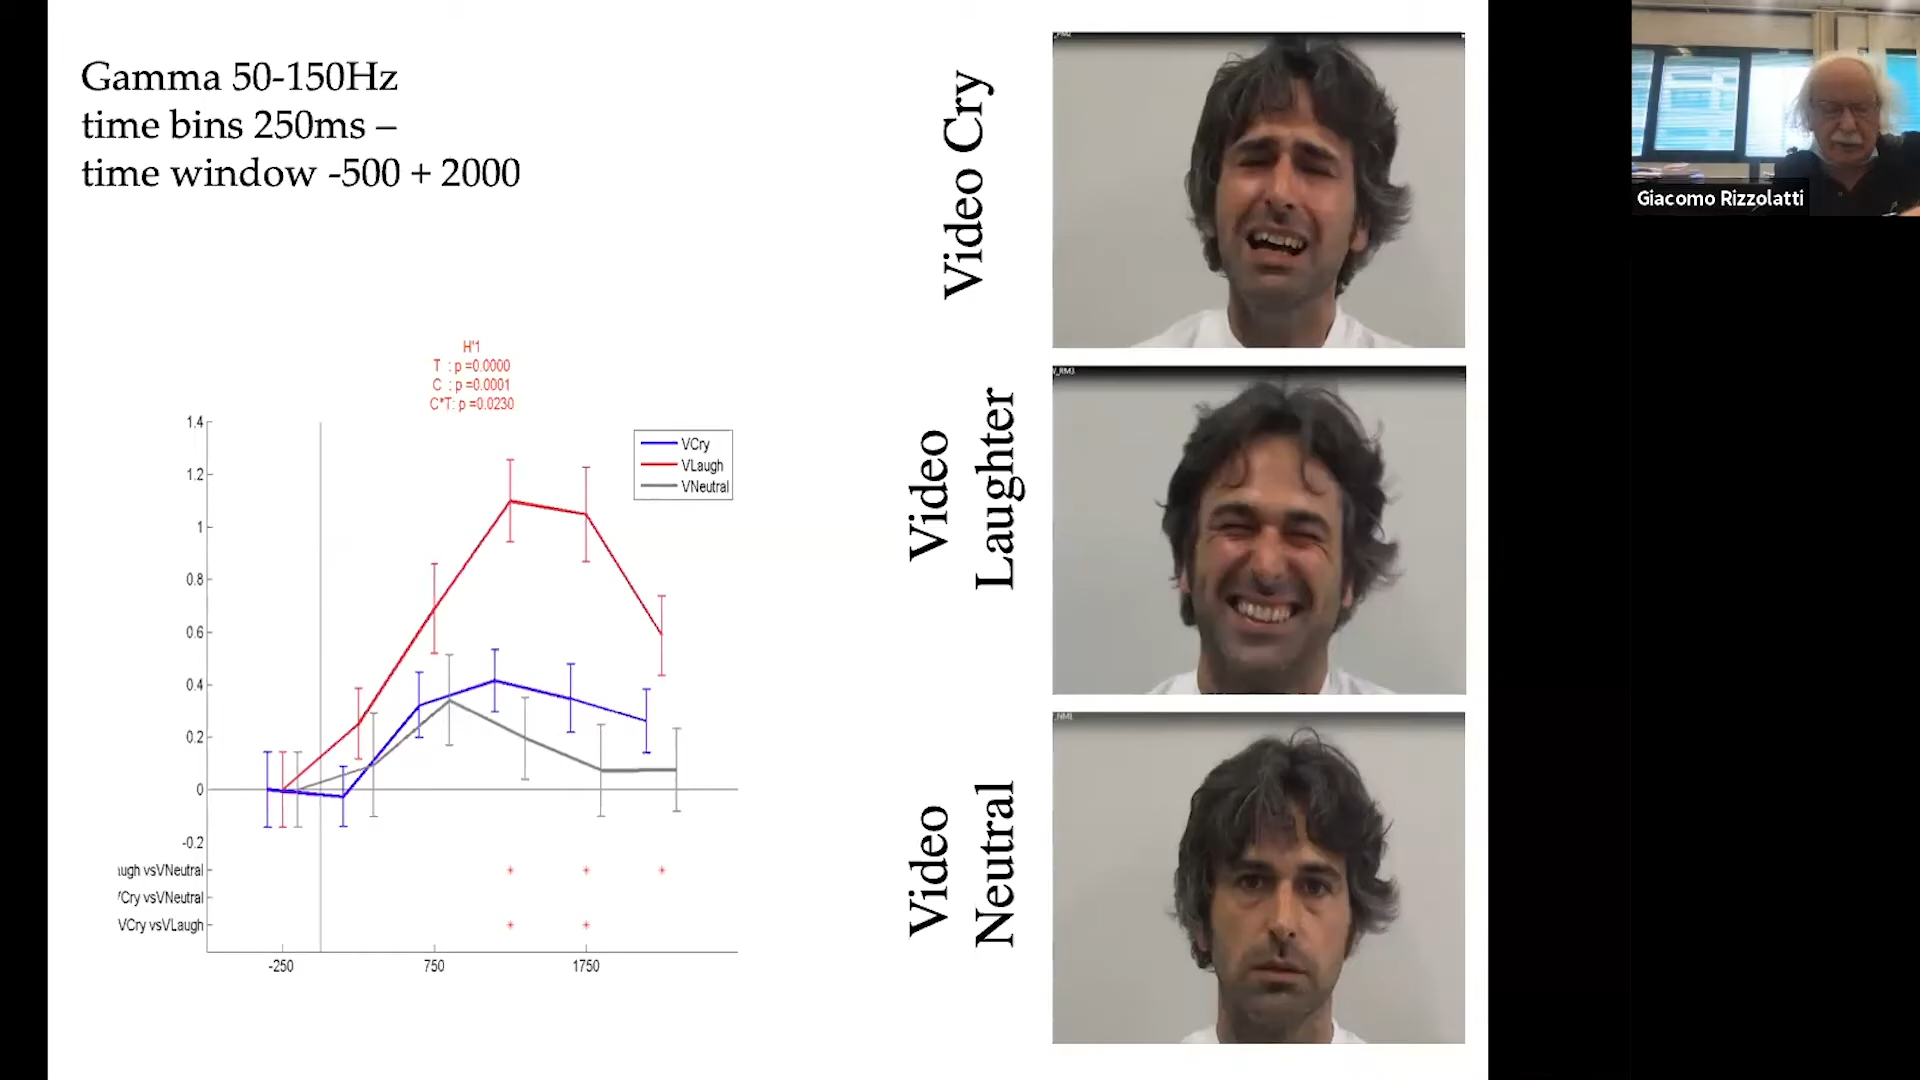 Gamma 50-150Hz
time bins 250ms –
time window -500 + 2000
H'1
T : p =0.0000
C : p =0.0001
C*T: p =0.0230
1.4
1.2
1
0.8
0.6
0.4
0.2
0
-0.2
VCry
VLaugh
VNeutral
augh vsVNeutral
VCry vsVNeutral
VCry vsVLaugh
-250
750
1750
Video Cry
Video
Laughter
Video
Neutral
Giacomo Rizzolatti